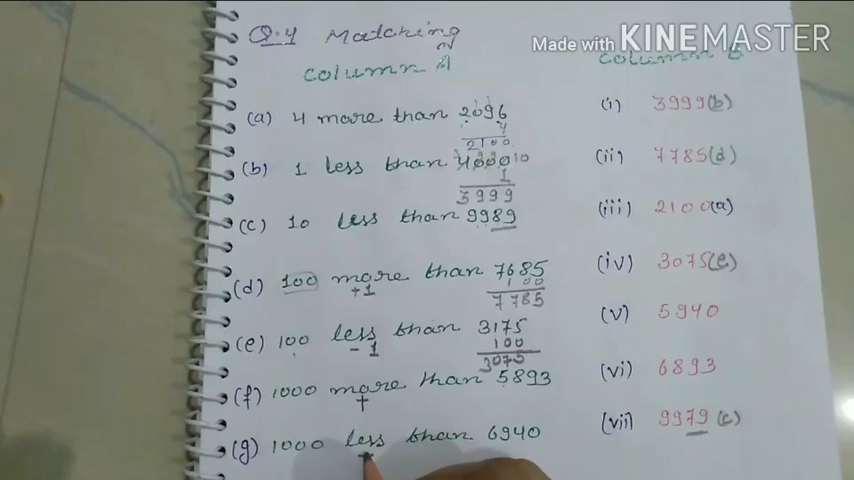 Q.4 Matching
Made with KINEMASTER
Column A
Column B
(a) 4 more than 2096 (i) 3999(b)
4
2100
(b) 1 less than 4000 10 (ii) 7785(d)
1
3999
(c) 10 less than 9989 (iii) 2100(a)
(d) 100 more than 7685 (iv) 3075(e)
+1 100
7785
(e) 100 less than 3175 (v) 5940
-1 100
3075
(f) 1000 more than 5893 (vi) 6893
+
(g) 1000 less than 6940 (vii) 9979(c)
-